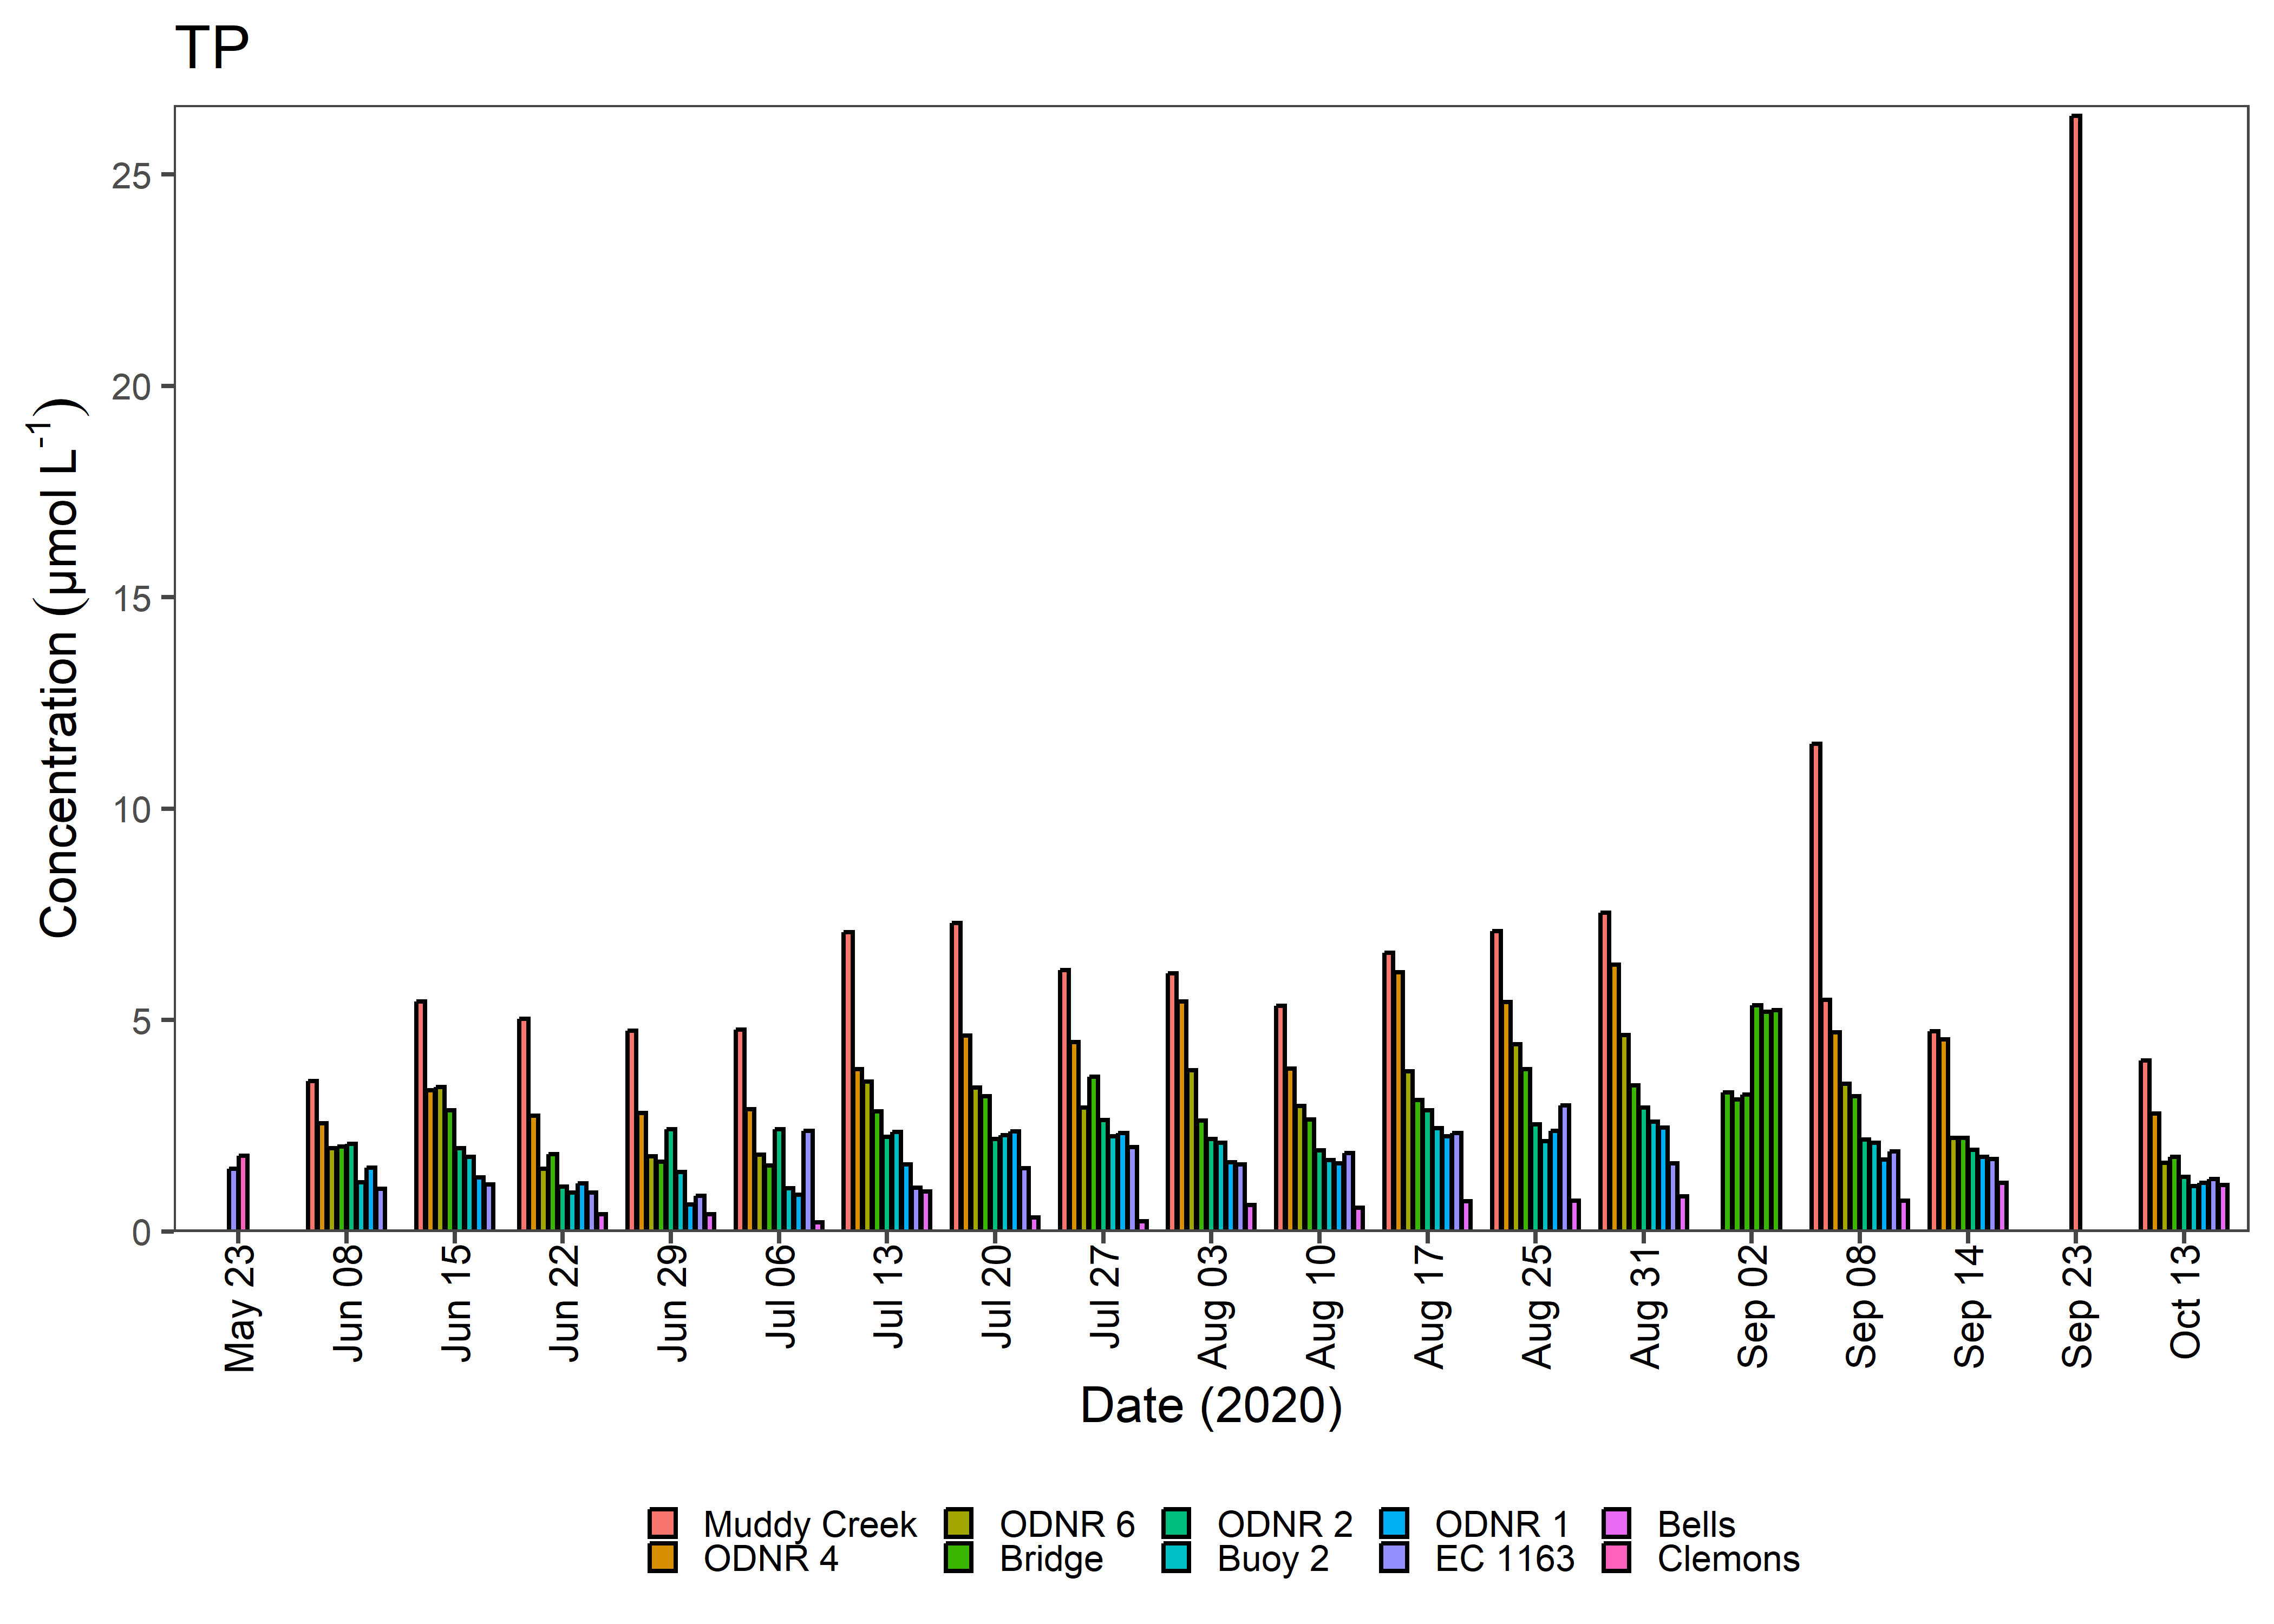 TP
Concentration (µmol L-1)
25
20
15
10
5
0
May 23
Jun 08
Jun 15
Jun 22
Jun 29
Jul 06
Jul 13
Jul 20
Jul 27
Aug 03
Aug 10
Aug 17
Aug 25
Aug 31
Sep 02
Sep 08
Sep 14
Sep 23
Oct 13
Date (2020)
Muddy Creek ODNR 6 ODNR 2 ODNR 1 Bells
ODNR 4 Bridge Buoy 2 EC 1163 Clemons